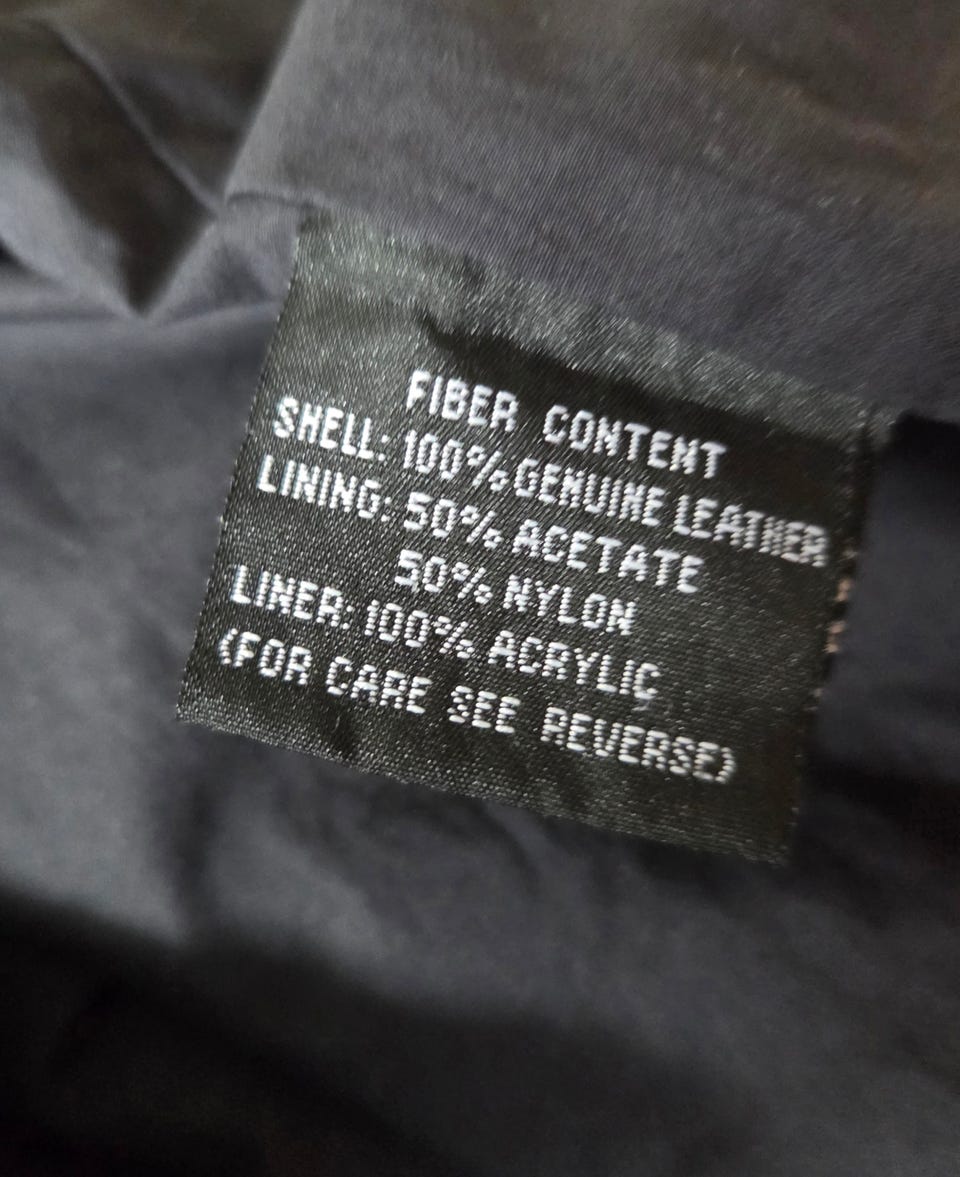 FIBER CONTENT
SHELL: 100% GENUINE LEATHER
LINING: 50% ACETATE
50% NYLON
LINER: 100% ACRYLIC
(FOR CARE SEE REVERSE)